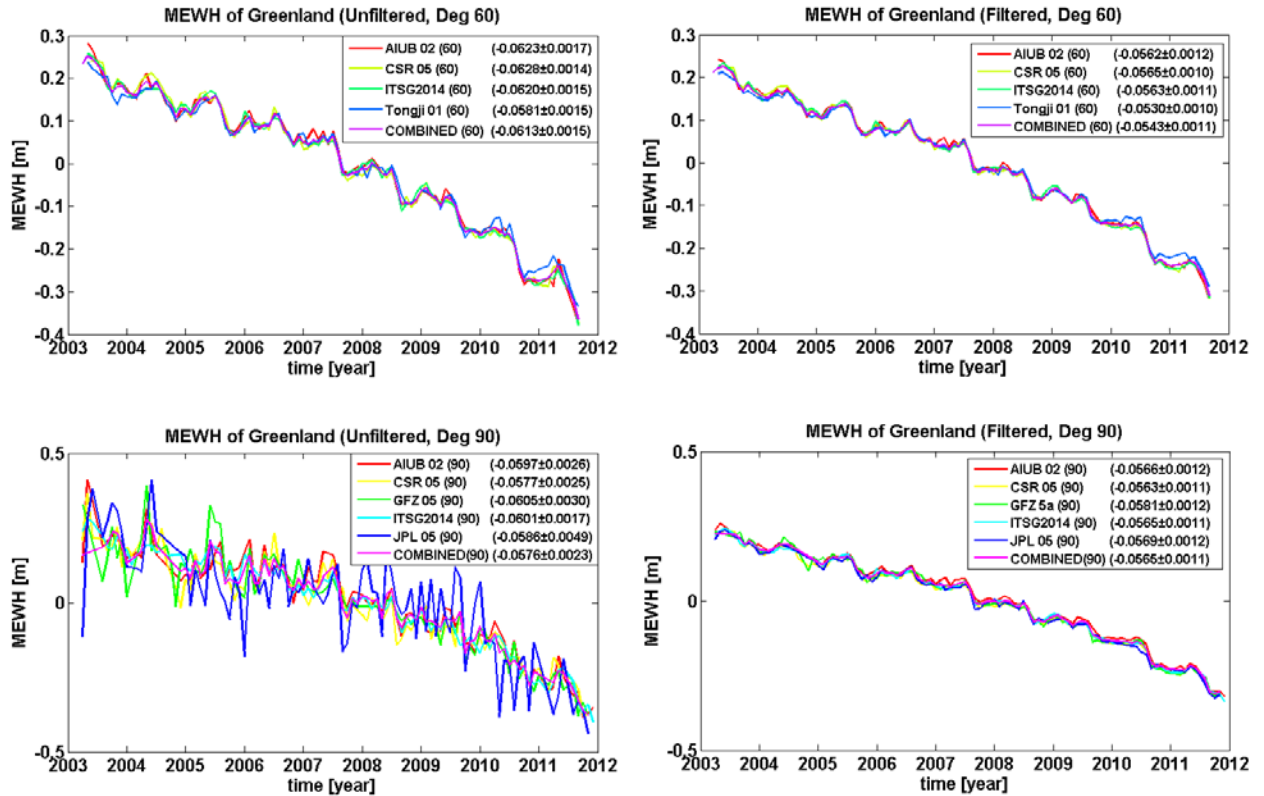 MEWH of Greenland (Unfiltered, Deg 60)
MEWH [m]
0.3
0.2
0.1
0
-0.1
-0.2
-0.3
-0.4
AIUB 02 (60) (-0.0623±0.0017)
CSR 05 (60) (-0.0628±0.0014)
ITSG2014 (60) (-0.0620±0.0015)
Tongji 01 (60) (-0.0581±0.0015)
COMBINED (60) (-0.0613±0.0015)
2003 2004 2005 2006 2007 2008 2009 2010 2011 2012
time [year]
MEWH of Greenland (Filtered, Deg 60)
MEWH [m]
0.3
0.2
0.1
0
-0.1
-0.2
-0.3
-0.4
AIUB 02 (60) (-0.0562±0.0012)
CSR 05 (60) (-0.0565±0.0010)
ITSG2014 (60) (-0.0563±0.0011)
Tongji 01 (60) (-0.0530±0.0010)
COMBINED (60) (-0.0543±0.0011)
2003 2004 2005 2006 2007 2008 2009 2010 2011 2012
time [year]
MEWH of Greenland (Unfiltered, Deg 90)
MEWH [m]
0.5
0
-0.5
AIUB 02 (90) (-0.0597±0.0026)
CSR 05 (90) (-0.0577±0.0025)
GFZ 05 (90) (-0.0605±0.0030)
ITSG2014 (90) (-0.0601±0.0017)
JPL 05 (90) (-0.0586±0.0049)
COMBINED(90) (-0.0576±0.0023)
2003 2004 2005 2006 2007 2008 2009 2010 2011 2012
time [year]
MEWH of Greenland (Filtered, Deg 90)
MEWH [m]
0.5
0
-0.5
AIUB 02 (90) (-0.0566±0.0012)
CSR 05 (90) (-0.0563±0.0011)
GFZ 5a (90) (-0.0581±0.0012)
ITSG2014 (90) (-0.0565±0.0011)
JPL 05 (90) (-0.0569±0.0012)
COMBINED(90) (-0.0565±0.0011)
2003 2004 2005 2006 2007 2008 2009 2010 2011 2012
time [year]